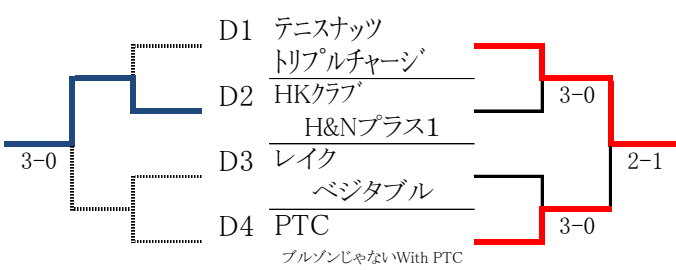 D1 テニスナッツ
トリプルチャージ
D2 HKクラブ 3-0
H&Nプラス1
3-0 D3 レイク 2-1
ベジタブル
D4 PTC 3-0
ブルゾンじゃないWith PTC